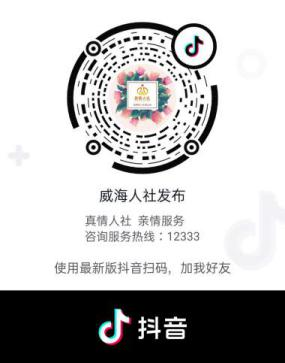 威海人社发布
真情人社 亲情服务
咨询服务热线：12333
使用最新版抖音扫码，加我好友
抖音